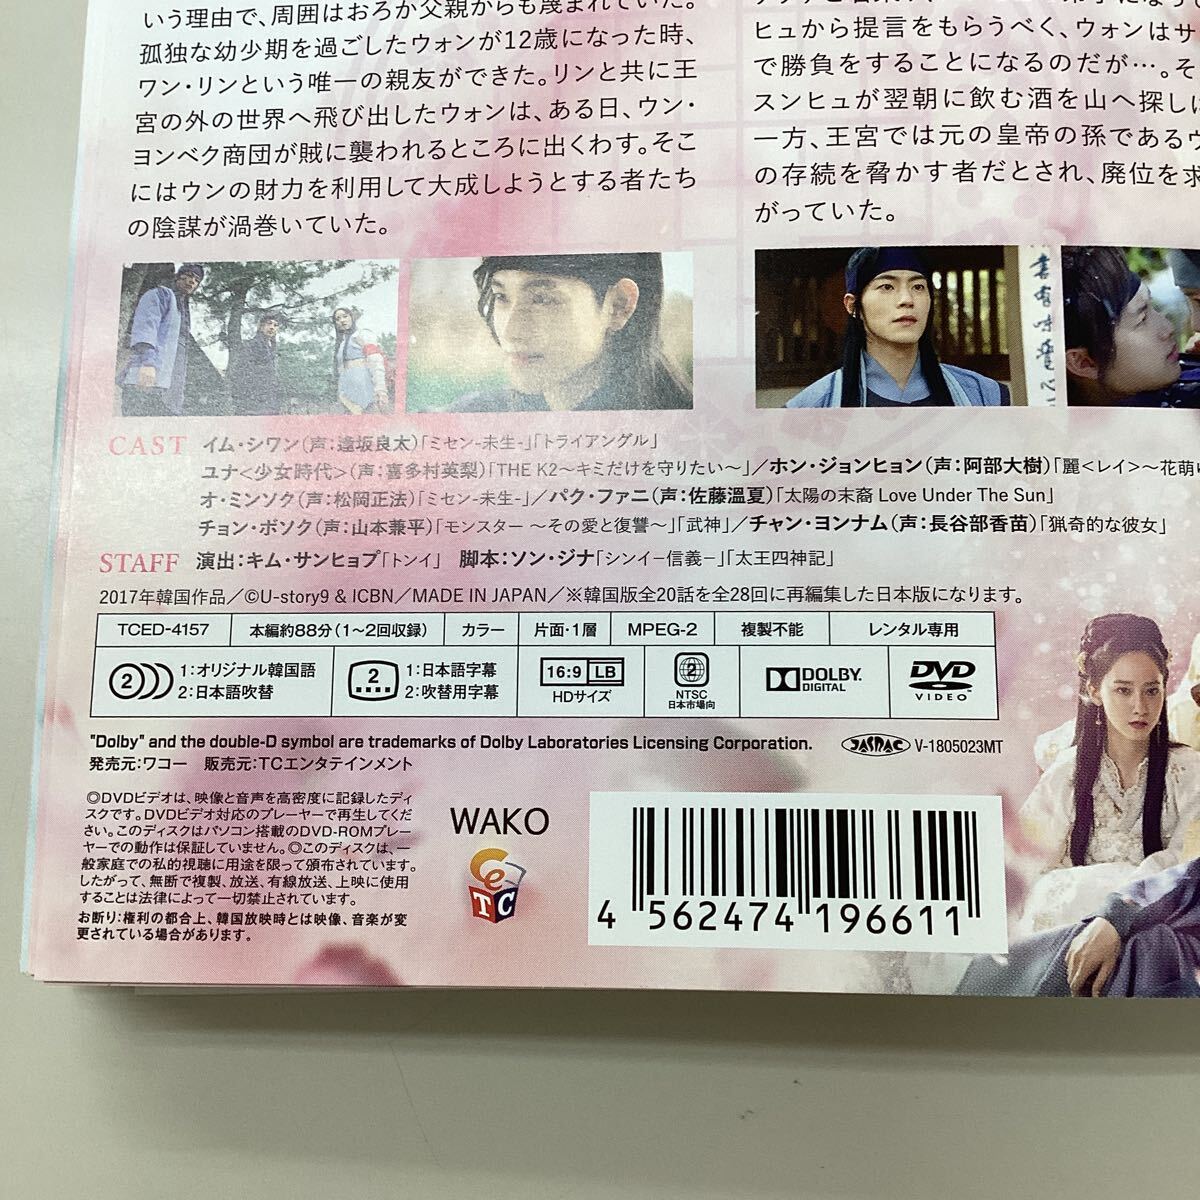 いう理由で、周囲はおろか父親からも蔑まれていた。
孤独な幼少期を過ごしたウォンが12歳になった時、
ワン・リンという唯一の親友ができた。リンと共に王
宮の外の世界へ飛び出したウォンは、ある日、ウン・
ヨンベク商団が賊に襲われるところに出くわす。そこ
にはウンの財力を利用して大成しようとする者たち
の陰謀が渦巻いていた。
ヒュから提言をもらうべく、ウォンはサ
で勝負をすることになるのだが…。そ
スンヒュが翌朝に飲む酒を山へ探しに
一方、王宮では元の皇帝の孫であるウ
の存続を脅かす者だとされ、廃位を求
がっていた。
CAST イム・シワン(声:逢坂良太)「ミセン-未生-」「トライアングル」
ユナ<少女時代>(声:喜多村英梨)「THE K2〜キミだけを守りたい〜」／ホン・ジョンヒョン(声:阿部大樹)「麗<レイ>〜花萌
オ・ミンソク(声:松岡正法)「ミセン-未生-」／パク・ファニ(声:佐藤温夏)「太陽の末裔 Love Under The Sun」
チョン・ボソク(声:山本兼平)「モンスター 〜その愛と復讐〜」「武神」／チャン・ヨンナム(声:長谷部香苗)「猟奇的な彼女」
STAFF 演出:キム・サンヒョプ「トンイ」 脚本:ソン・ジナ「シンイ−信義−」「太王四神記」
2017年韓国作品／©U-story9 & ICBN／MADE IN JAPAN／※韓国版全20話を全28回に再編集した日本版になります。
TCED-4157 本編約88分(1〜2回収録) カラー 片面・1層 MPEG-2 複製不能 レンタル専用
2 1:オリジナル韓国語 2:日本語吹替
2 1:日本語字幕 2:吹替用字幕
16:9 LB HDサイズ
2 NTSC 日本市場向
DOLBY DIGITAL
DVD VIDEO
"Dolby" and the double-D symbol are trademarks of Dolby Laboratories Licensing Corporation.
JASRAC V-1805023MT
発売元:ワコー 販売元:TCエンタテインメント
◎DVDビデオは、映像と音声を高密度に記録したディ
スクです。DVDビデオ対応のプレーヤーで再生してくだ
さい。このディスクはパソコン搭載のDVD-ROMプレー
ヤーでの動作は保証していません。◎このディスクは、一
般家庭での私的視聴に用途を限って頒布されています。
したがって、無断で複製、放送、有線放送、上映に使用
することは法律によって一切禁止されています。
お断り:権利の都合上、韓国放映時とは映像、音楽が変
更されている場合があります。
WAKO
TC e
4 562474 196611